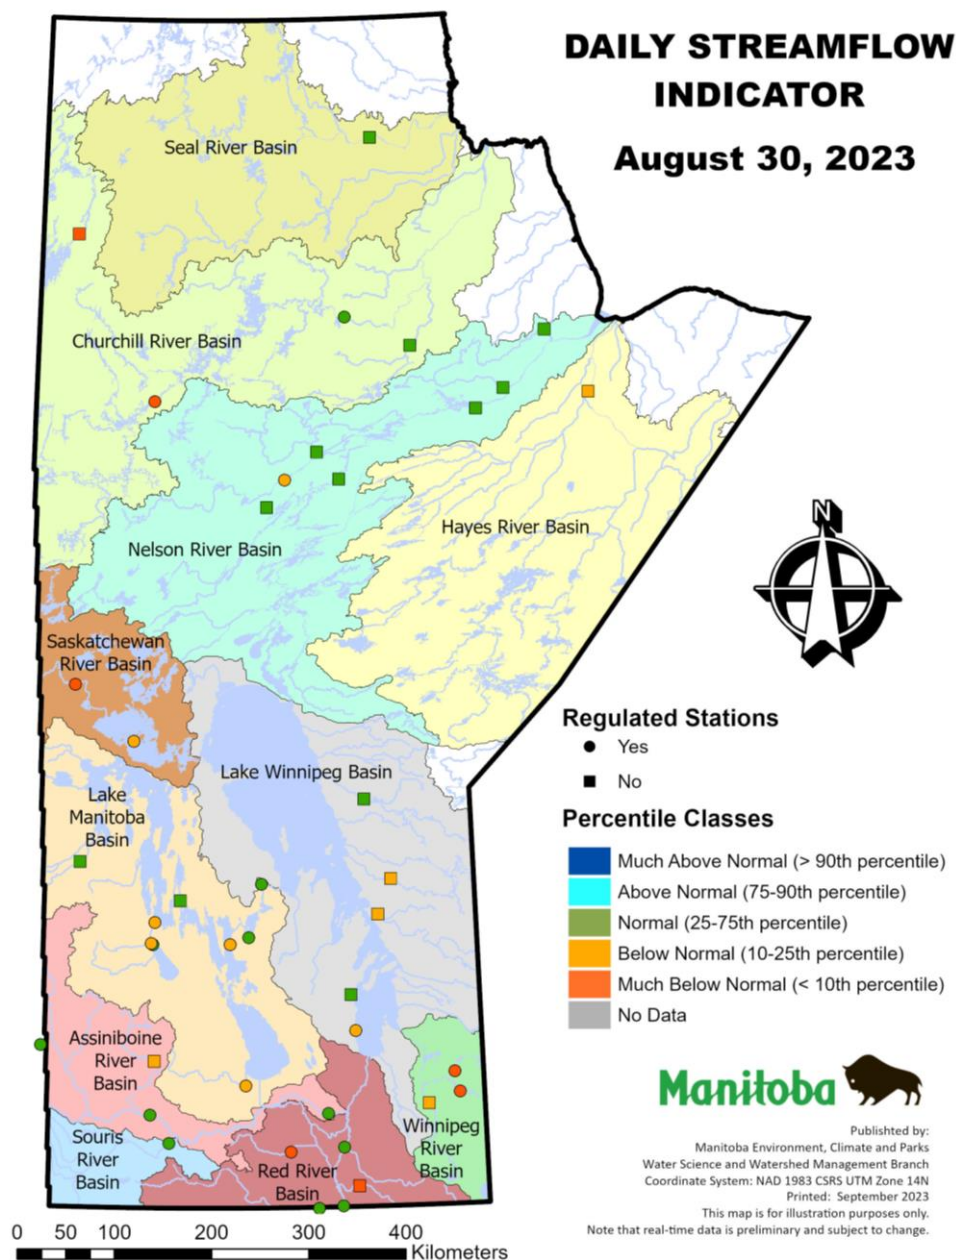 DAILY STREAMFLOW
INDICATOR
August 30, 2023
Seal River Basin
Churchill River Basin
Hayes River Basin
Nelson River Basin
N
Saskatchewan
River Basin
Lake Winnipeg Basin
Lake
Manitoba
Basin
Assiniboine
River
Basin
Souris
River
Basin
Red River
Basin
Winnipeg
River
Basin
Regulated Stations
Yes
No
Percentile Classes
Much Above Normal (> 90th percentile)
Above Normal (75-90th percentile)
Normal (25-75th percentile)
Below Normal (10-25th percentile)
Much Below Normal (< 10th percentile)
No Data
Manitoba
Publishted by:
Manitoba Environment, Climate and Parks
Water Science and Watershed Management Branch
Coordinate System: NAD 1983 CSRS UTM Zone 14N
Printed: September 2023
This map is for illustration purposes only.
Note that real-time data is preliminary and subject to change.
0 50 100 200 300 400
Kilometers